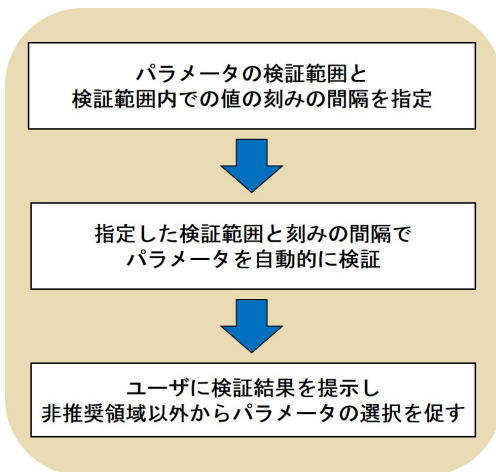 パラメータの検証範囲と
検証範囲内での値の刻みの間隔を指定
指定した検証範囲と刻みの間隔で
パラメータを自動的に検証
ユーザに検証結果を提示し
非推奨領域以外からパラメータの選択を促す